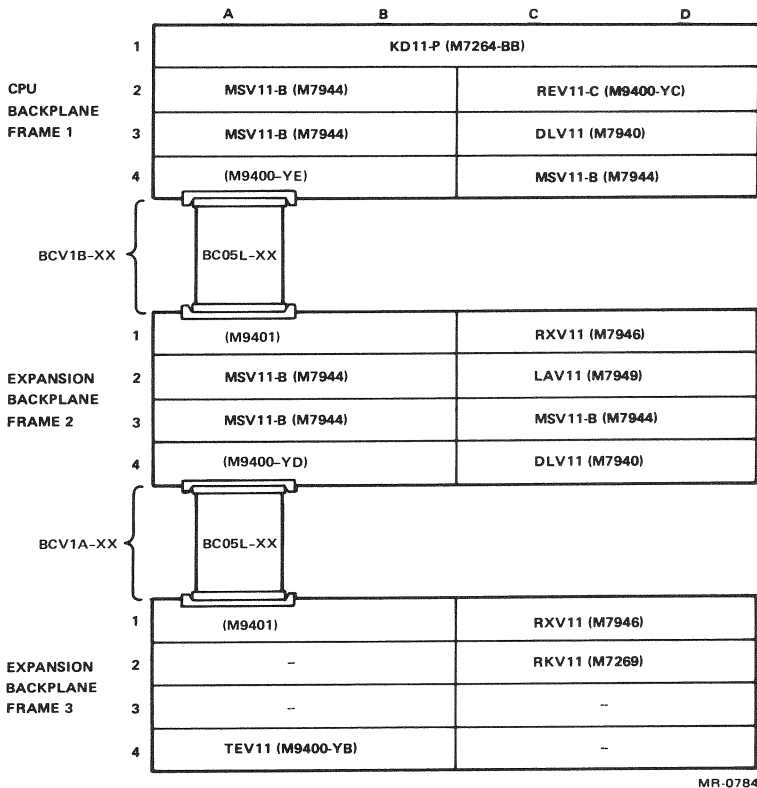 A B C D
1 KD11-P (M7264-BB)
CPU
BACKPLANE
FRAME 1
2 MSV11-B (M7944) REV11-C (M9400-YC)
3 MSV11-B (M7944) DLV11 (M7940)
4 (M9400-YE) MSV11-B (M7944)
BCV1B-XX BC05L-XX
1 (M9401) RXV11 (M7946)
EXPANSION
BACKPLANE
FRAME 2
2 MSV11-B (M7944) LAV11 (M7949)
3 MSV11-B (M7944) MSV11-B (M7944)
4 (M9400-YD) DLV11 (M7940)
BCV1A-XX BC05L-XX
1 (M9401) RXV11 (M7946)
EXPANSION
BACKPLANE
FRAME 3
2 -- RKV11 (M7269)
3 -- --
4 TEV11 (M9400-YB) --
MR-0784